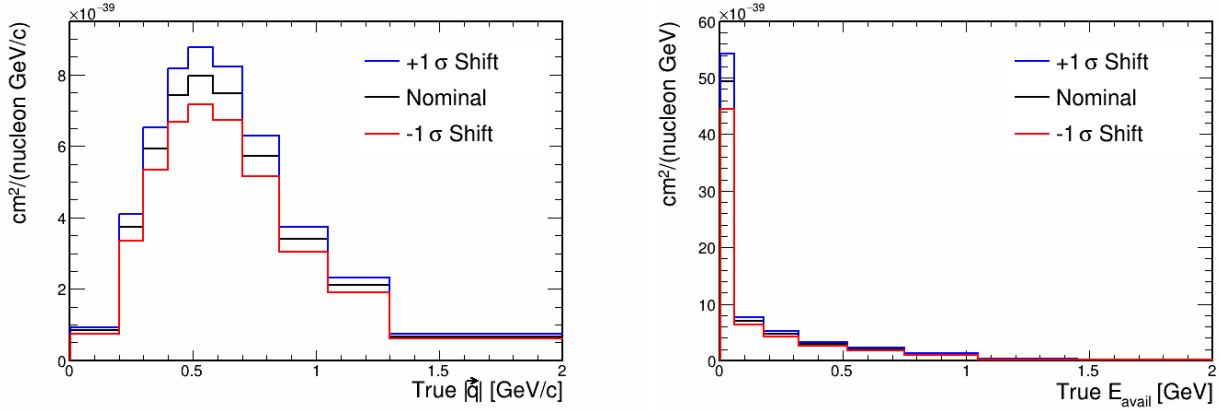 ×10⁻³⁹
cm²/(nucleon GeV/c)
8
6
4
2
0
+1 σ Shift
Nominal
-1 σ Shift
0 0.5 1 1.5 2
True |q⃗| [GeV/c]
×10⁻³⁹
cm²/(nucleon GeV)
60
50
40
30
20
10
0
+1 σ Shift
Nominal
-1 σ Shift
0 0.5 1 1.5 2
True E_avail [GeV]